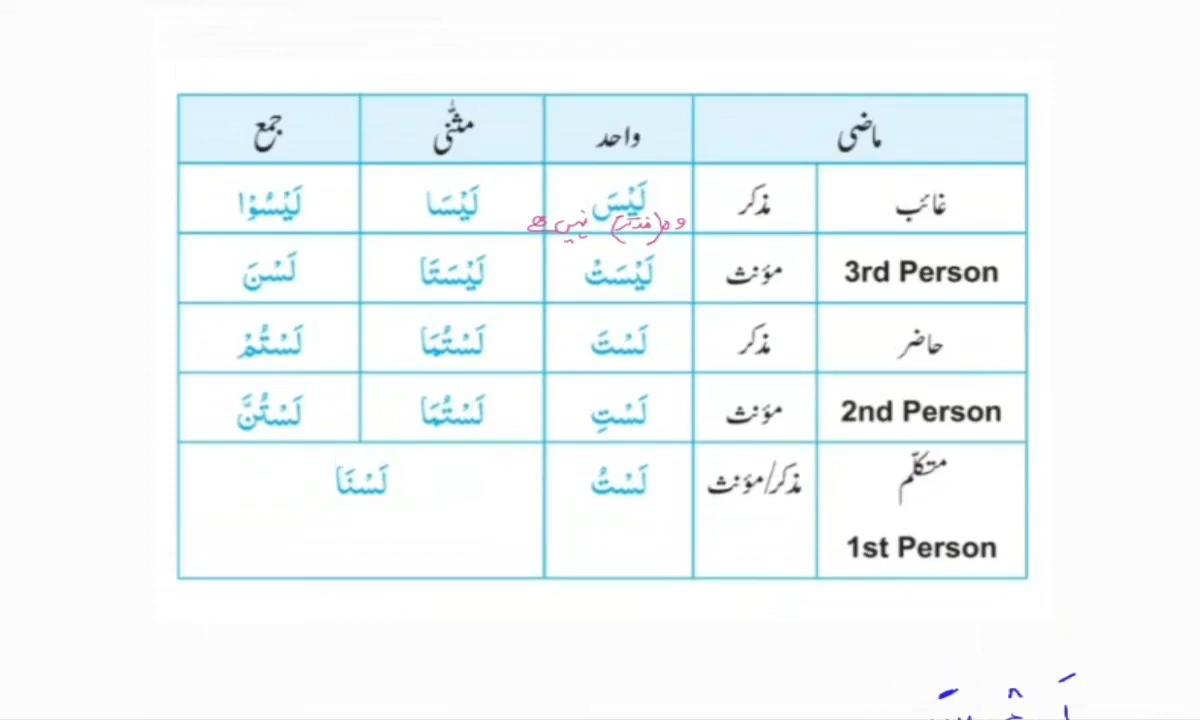 ماضی واحد مثنّٰی جمع
غائب مذکر لَيْسَ لَيْسَا لَيْسُوْا
وہ (مذکر) نہیں ہے
3rd Person مؤنث لَيْسَتْ لَيْسَتَا لَسْنَ
حاضر مذکر لَسْتَ لَسْتُمَا لَسْتُمْ
2nd Person مؤنث لَسْتِ لَسْتُمَا لَسْتُنَّ
متکلّم مذکر/مؤنث لَسْتُ لَسْنَا
1st Person